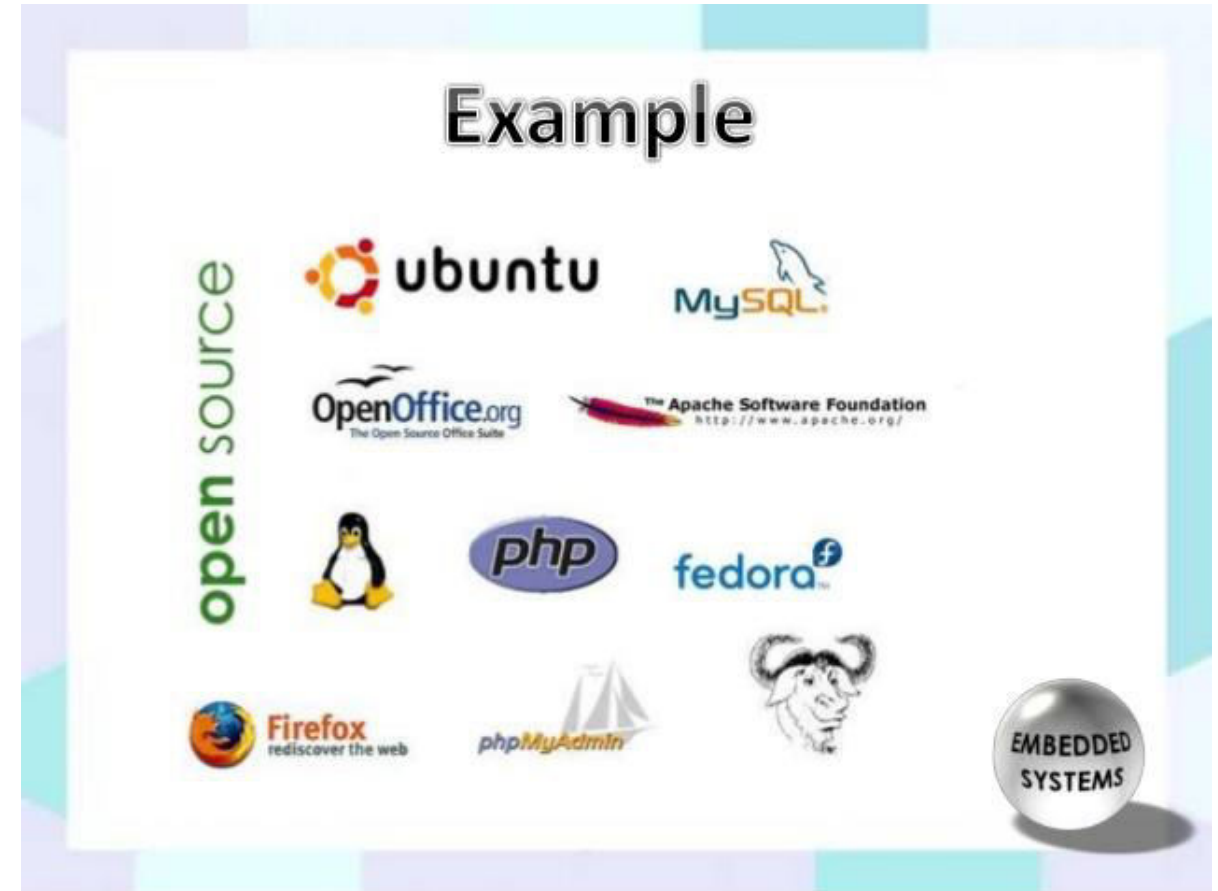 Example
open source
ubuntu
MySQL®
OpenOffice.org
The Open Source Office Suite
The Apache Software Foundation
http://www.apache.org/
php
fedora™
Firefox
rediscover the web
phpMyAdmin
EMBEDDED
SYSTEMS